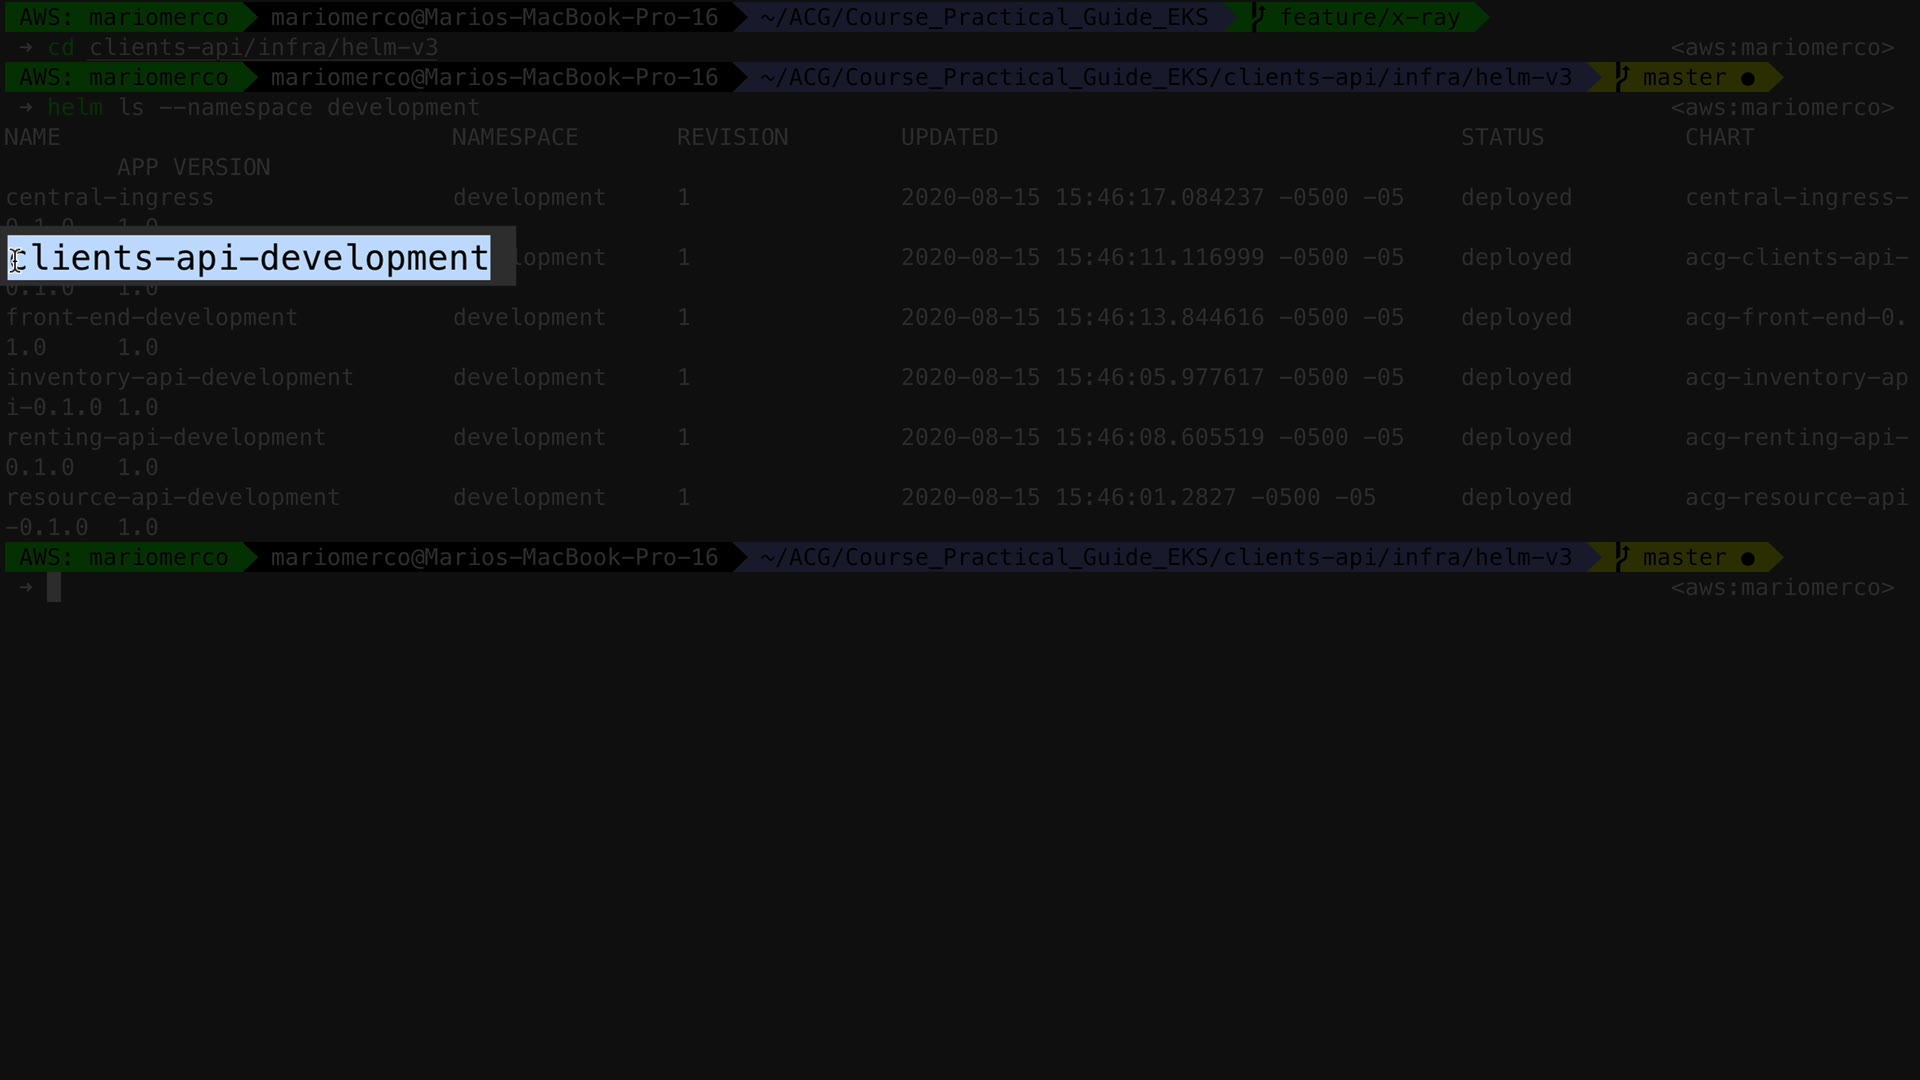 AWS: mariomerco mariomerco@Marios-MacBook-Pro-16 ~/ACG/Course_Practical_Guide_EKS feature/x-ray
→ cd clients-api/infra/helm-v3 <aws:mariomerco>
AWS: mariomerco mariomerco@Marios-MacBook-Pro-16 ~/ACG/Course_Practical_Guide_EKS/clients-api/infra/helm-v3 master ●
→ helm ls --namespace development <aws:mariomerco>
NAME NAMESPACE REVISION UPDATED STATUS CHART
APP VERSION
central-ingress development 1 2020-08-15 15:46:17.084237 -0500 -05 deployed central-ingress-
0.1.0 1.0
clients-api-development lopment 1 2020-08-15 15:46:11.116999 -0500 -05 deployed acg-clients-api-
0.1.0 1.0
front-end-development development 1 2020-08-15 15:46:13.844616 -0500 -05 deployed acg-front-end-0.
1.0 1.0
inventory-api-development development 1 2020-08-15 15:46:05.977617 -0500 -05 deployed acg-inventory-ap
i-0.1.0 1.0
renting-api-development development 1 2020-08-15 15:46:08.605519 -0500 -05 deployed acg-renting-api-
0.1.0 1.0
resource-api-development development 1 2020-08-15 15:46:01.2827 -0500 -05 deployed acg-resource-api
-0.1.0 1.0
AWS: mariomerco mariomerco@Marios-MacBook-Pro-16 ~/ACG/Course_Practical_Guide_EKS/clients-api/infra/helm-v3 master ●
→ <aws:mariomerco>